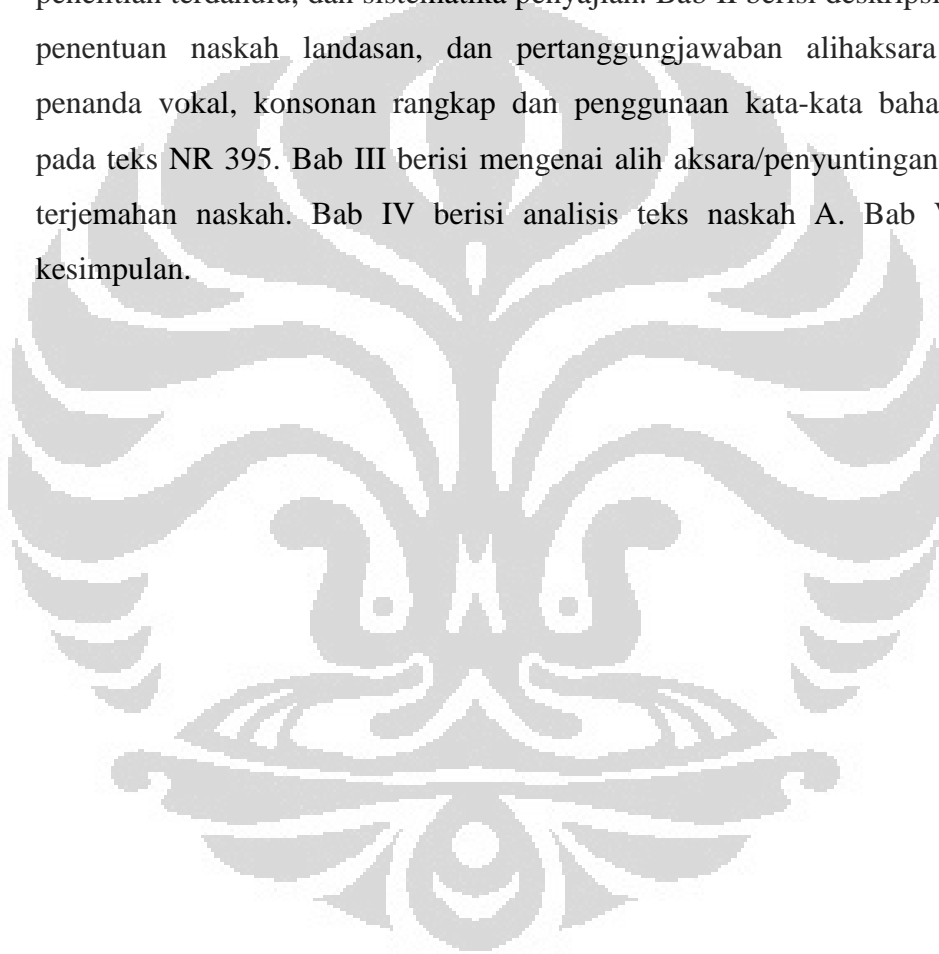 penelitian terdahulu, dan sistematika penyajian. Bab II berisi deskripsi
penentuan naskah landasan, dan pertanggungjawaban alihaksara
penanda vokal, konsonan rangkap dan penggunaan kata-kata baha
pada teks NR 395. Bab III berisi mengenai alih aksara/penyuntingan
terjemahan naskah. Bab IV berisi analisis teks naskah A. Bab V
kesimpulan.